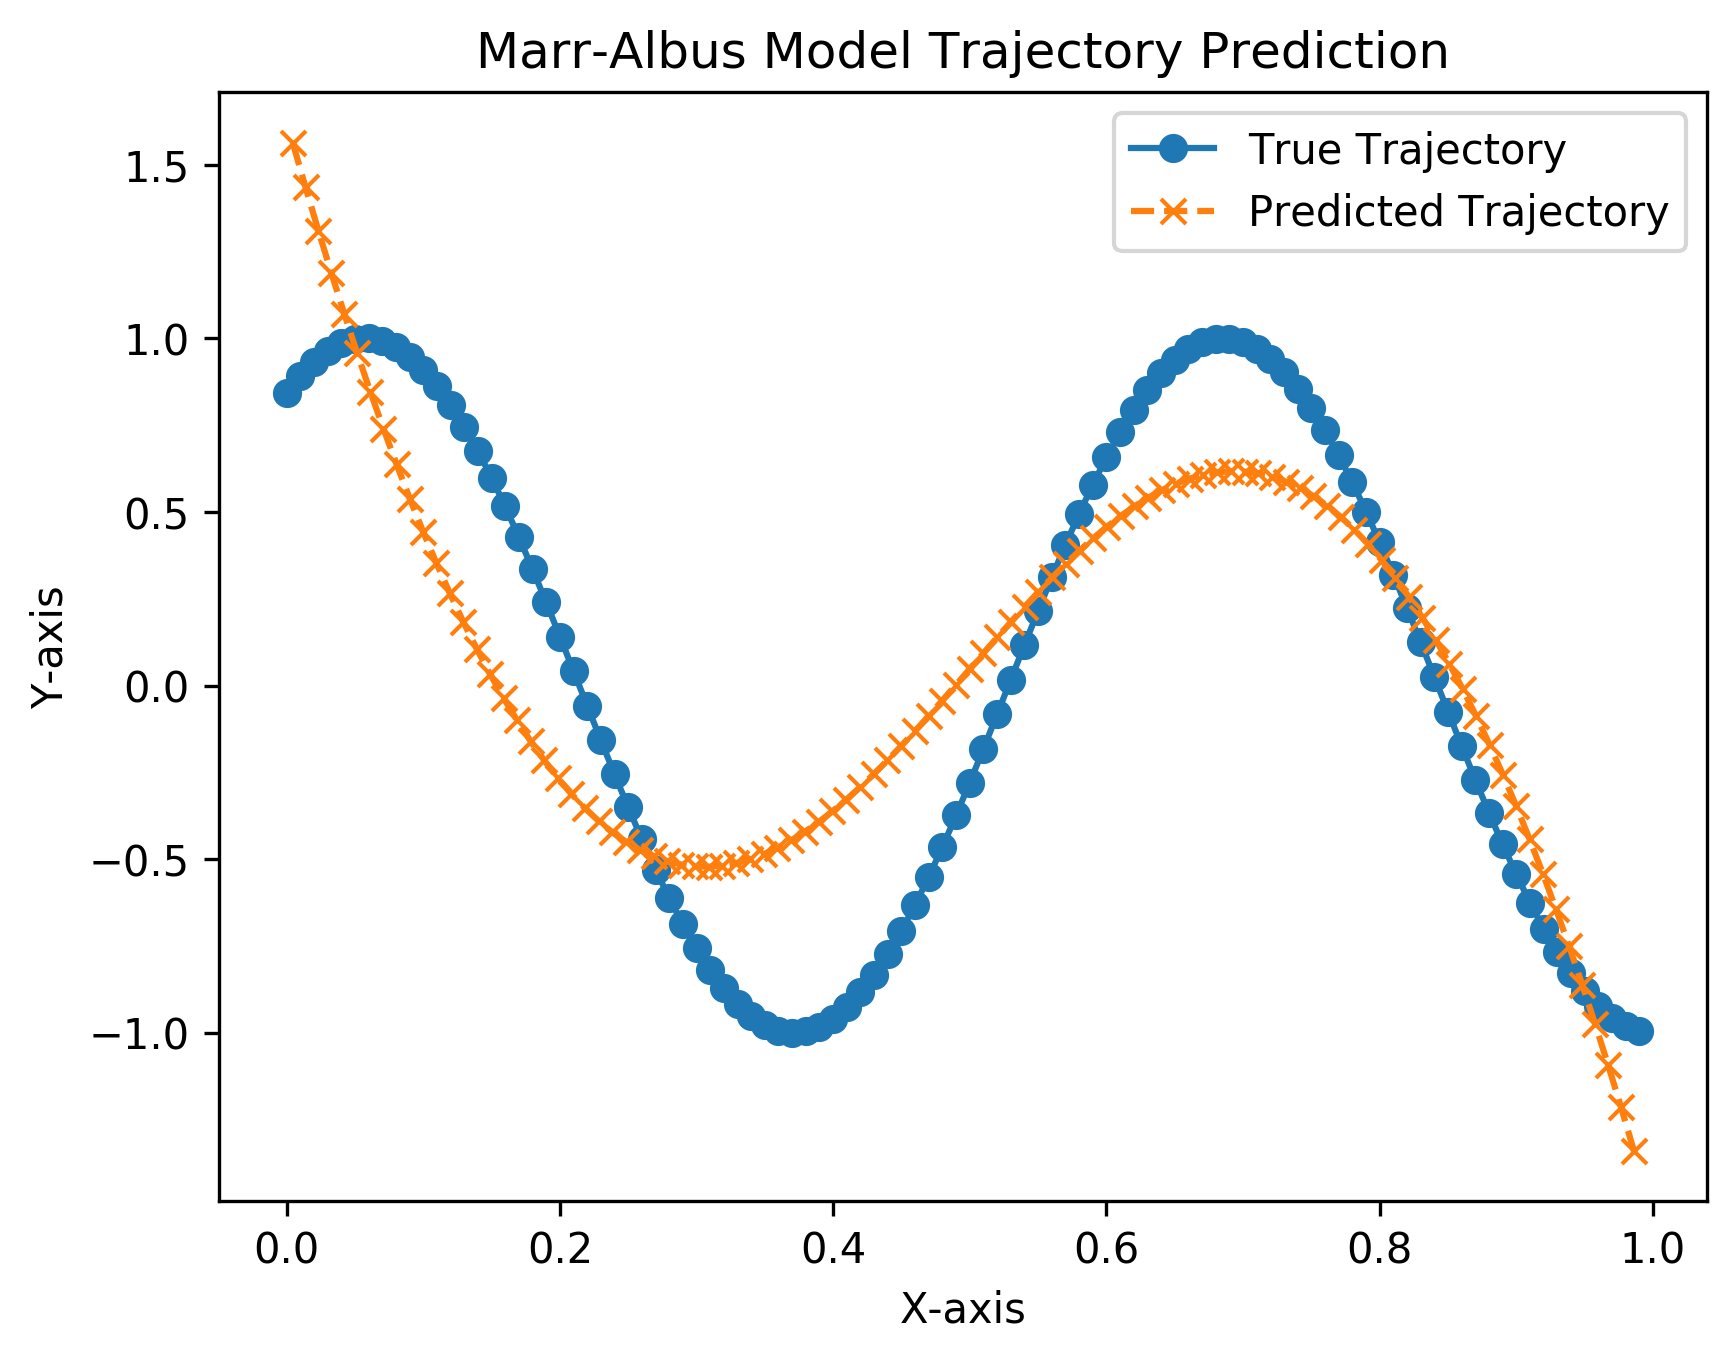 Marr-Albus Model Trajectory Prediction
True Trajectory
Predicted Trajectory
1.5
1.0
0.5
0.0
−0.5
−1.0
Y-axis
0.0 0.2 0.4 0.6 0.8 1.0
X-axis